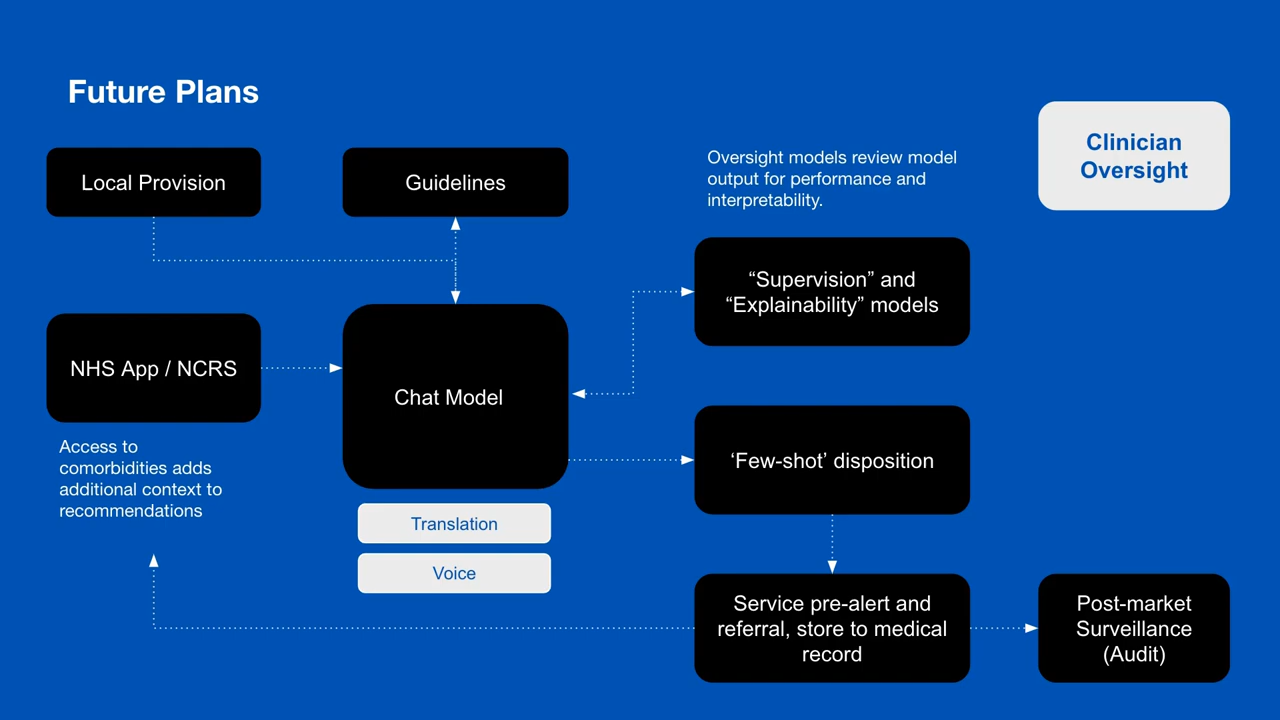 Future Plans
Local Provision
Guidelines
Oversight models review model
output for performance and
interpretability.
Clinician
Oversight
“Supervision” and
“Explainability” models
NHS App / NCRS
Chat Model
Access to
comorbidities adds
additional context to
recommendations
‘Few-shot’ disposition
Translation
Voice
Service pre-alert and
referral, store to medical
record
Post-market
Surveillance
(Audit)